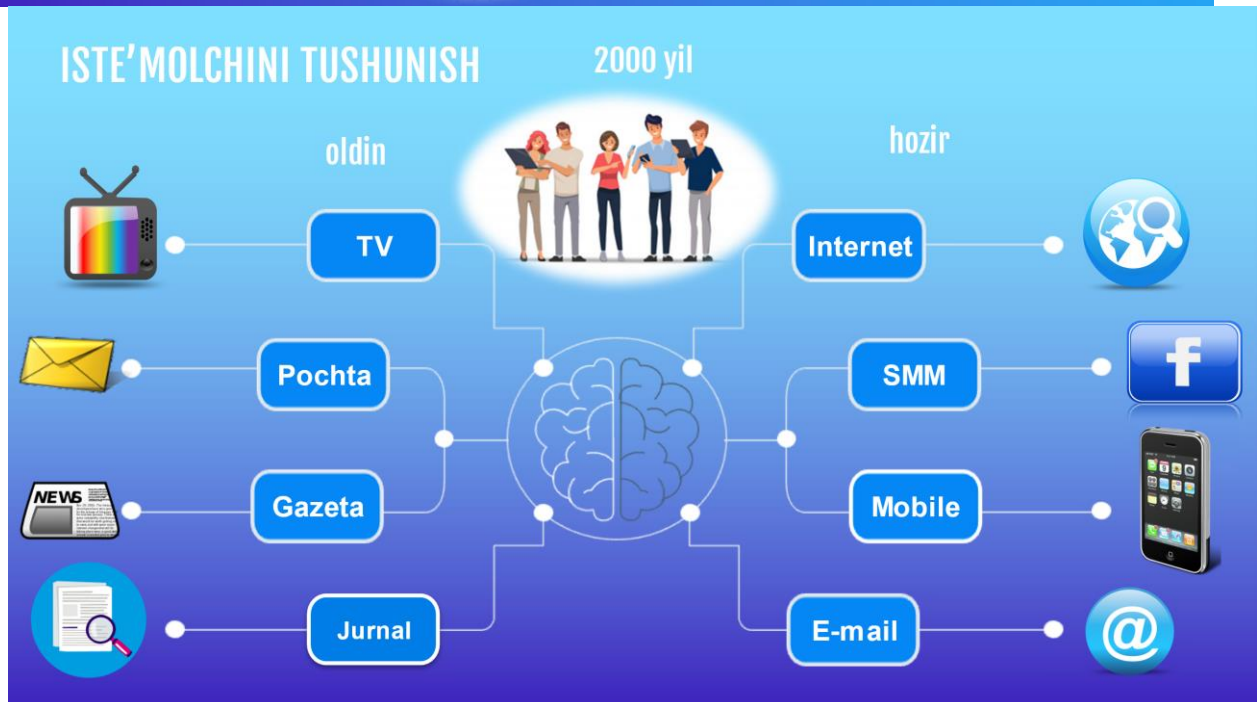 ISTE’MOLCHINI TUSHUNISH
2000 yil
oldin
hozir
TV
Internet
Pochta
SMM
NEWS
Gazeta
Mobile
Jurnal
E-mail
f
@